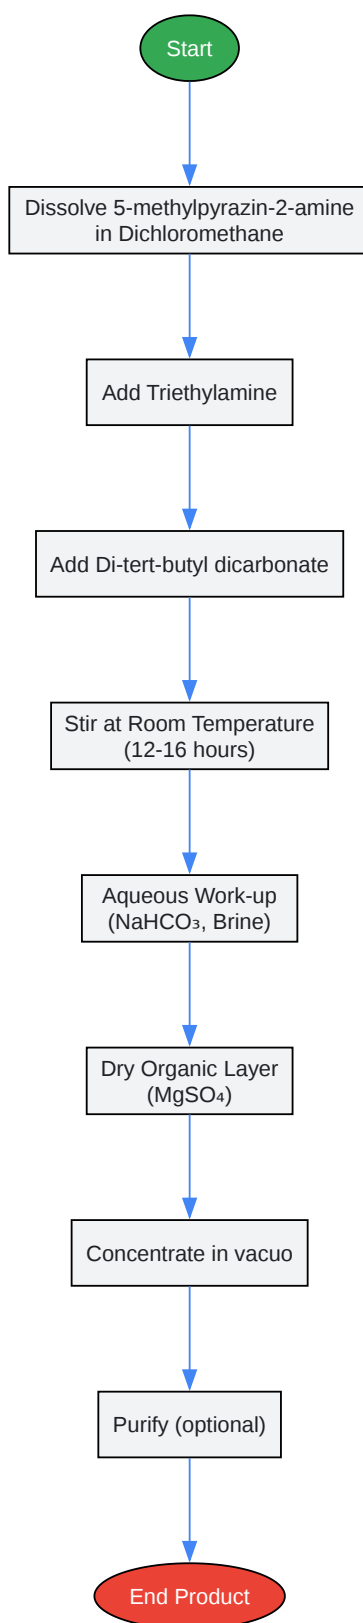 Start
Dissolve 5-methylpyrazin-2-amine
in Dichloromethane
Add Triethylamine
Add Di-tert-butyl dicarbonate
Stir at Room Temperature
(12-16 hours)
Aqueous Work-up
(NaHCO₃, Brine)
Dry Organic Layer
(MgSO₄)
Concentrate in vacuo
Purify (optional)
End Product